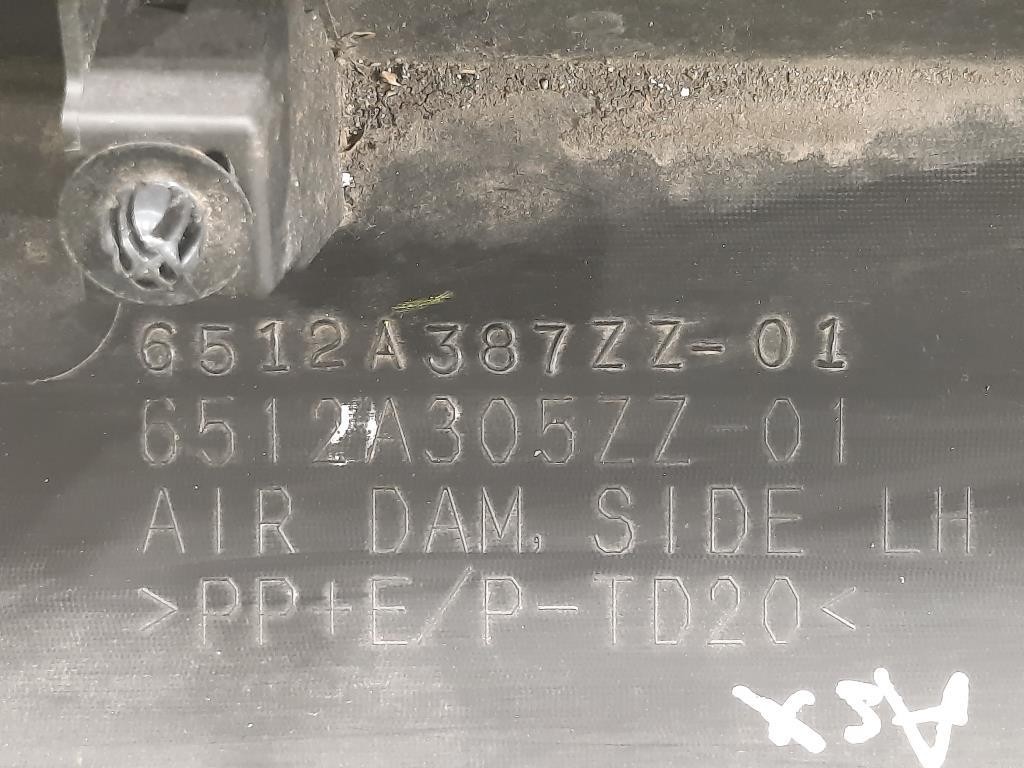 6512A387ZZ-01
6512A305ZZ-01
AIR DAM, SIDE LH
>PP+E/P-TD20<
ASX